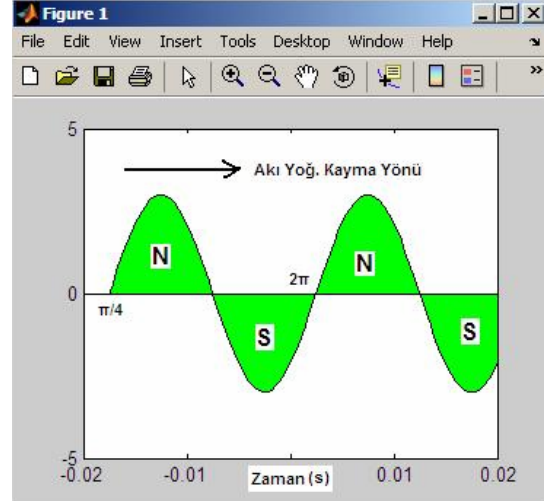 Figure 1
File Edit View Insert Tools Desktop Window Help
5
Akı Yoğ. Kayma Yönü
N
N
2π
0
π/4
S
S
-5
-0.02
-0.01
Zaman (s)
0.01
0.02